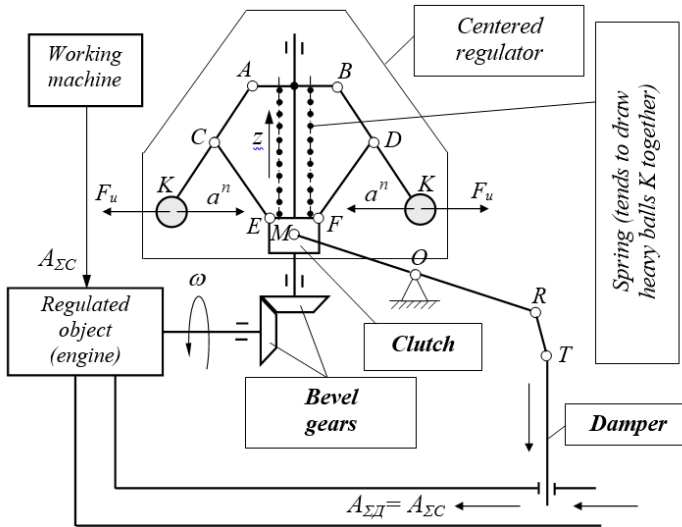 Working
machine
Centered
regulator
A
B
C
D
z
K
K
F_u
a^n
a^n
F_u
E
F
M
Spring (tends to draw
heavy balls K together)
A_ΣC
ω
O
Regulated
object
(engine)
R
Clutch
T
Bevel
gears
Damper
A_ΣД = A_ΣC